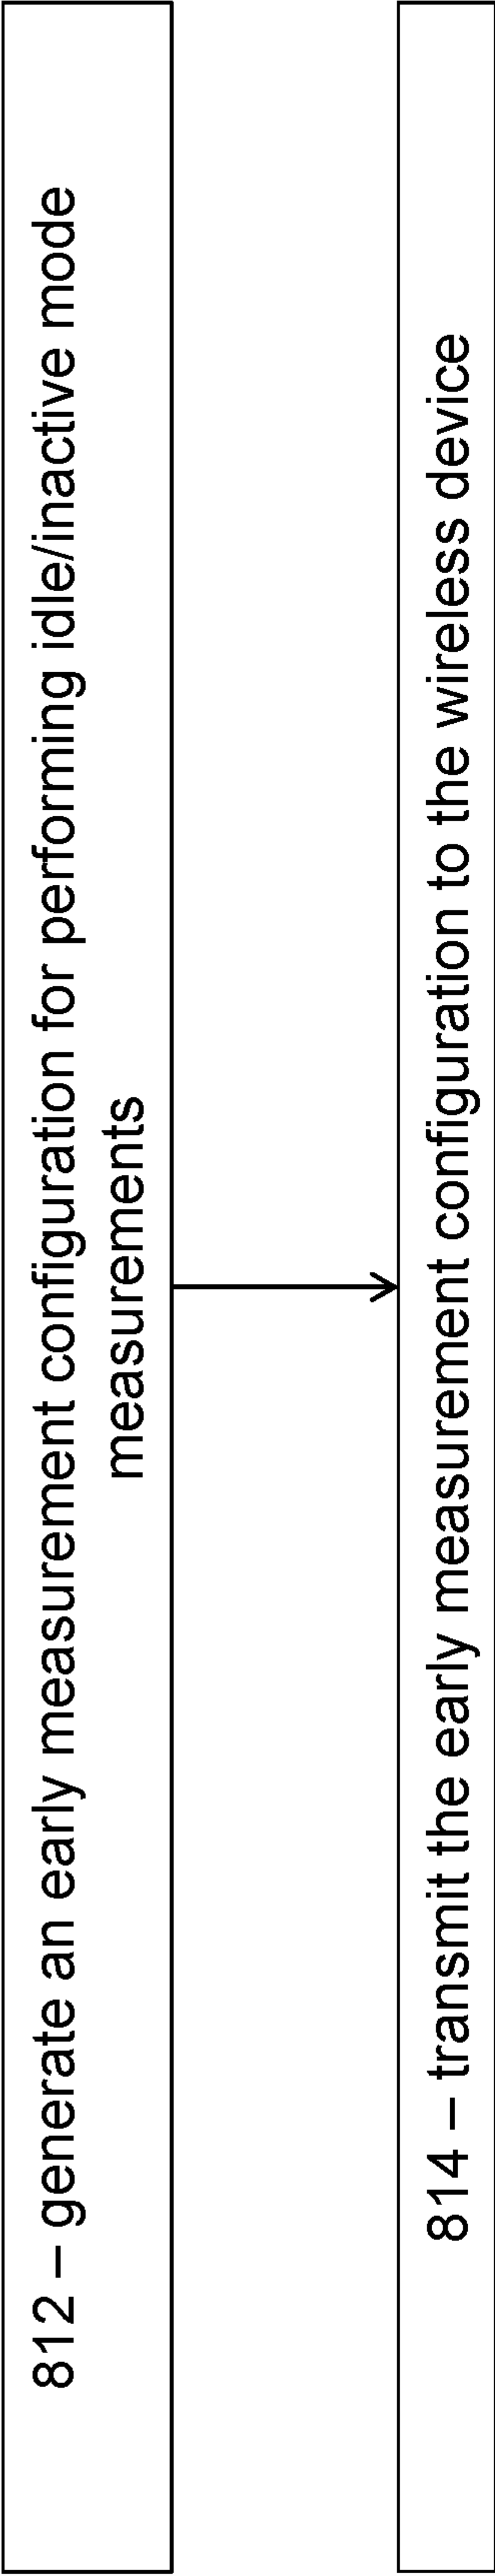 812 – generate an early measurement configuration for performing idle/inactive mode
measurements
814 – transmit the early measurement configuration to the wireless device